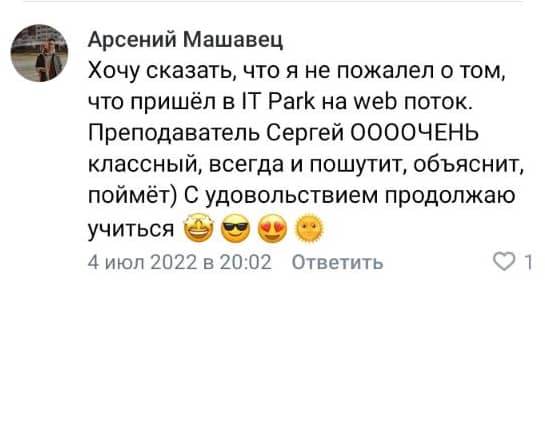 Арсений Машавец
Хочу сказать, что я не пожалел о том,
что пришёл в IT Park на web поток.
Преподаватель Сергей ООООЧЕНЬ
классный, всегда и пошутит, объяснит,
поймёт) С удовольствием продолжаю
учиться 🤩😎😍🌞
4 июл 2022 в 20:02 Ответить 1